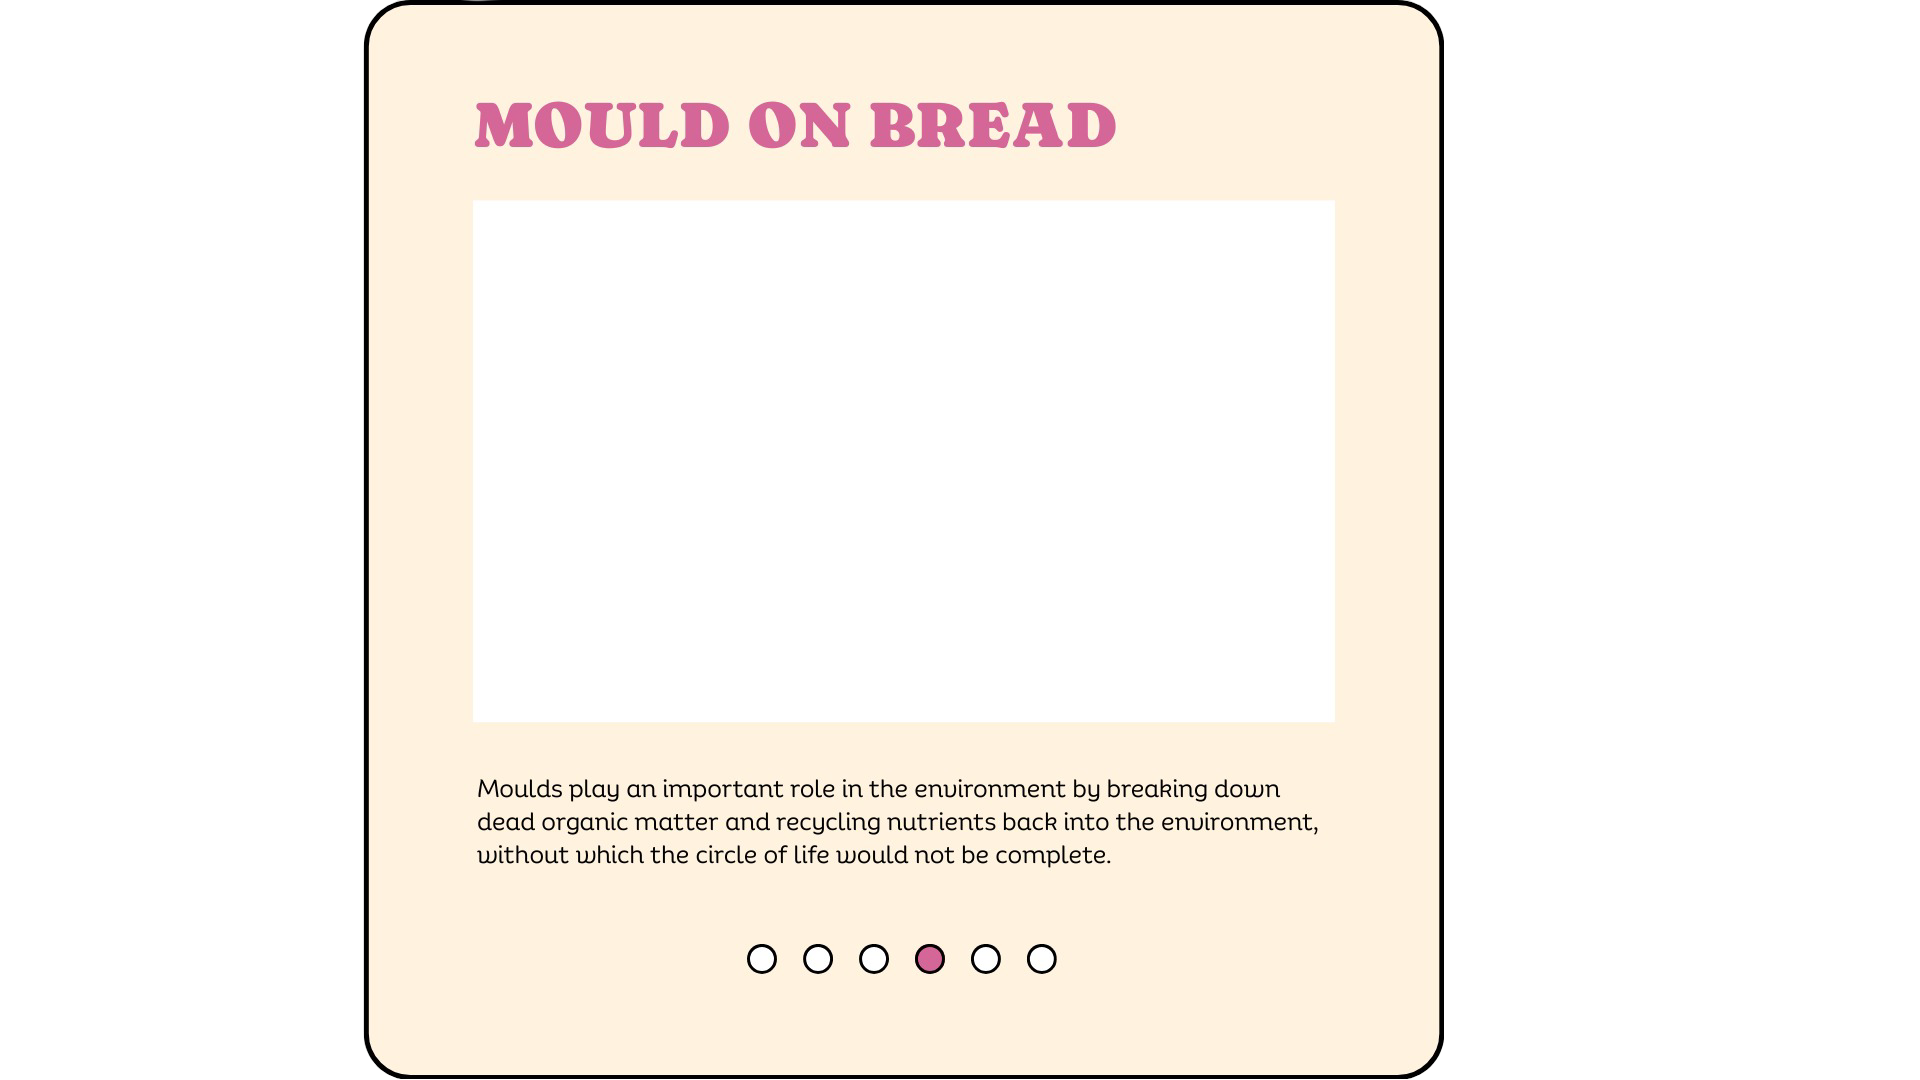 MOULD ON BREAD
Moulds play an important role in the environment by breaking down
dead organic matter and recycling nutrients back into the environment,
without which the circle of life would not be complete.